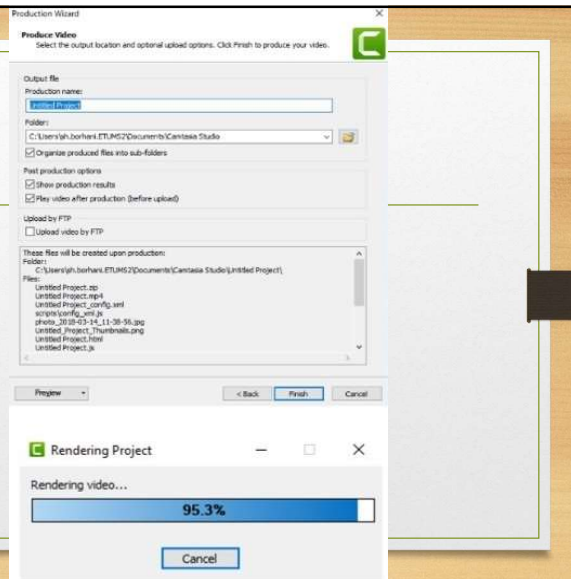 Production Wizard
Produce Video
Select the output location and optional upload options. Click Finish to produce your video.
Output file
Production name:
Untitled Project
Folder:
C:\Users\sh.borhani.ETUMS2\Documents\Camtasia Studio
Organize produced files into sub-folders
Post production options
Show production results
Play video after production (before upload)
Upload by FTP
Upload video by FTP
These files will be created upon production:
Folder:
C:\Users\sh.borhani.ETUMS2\Documents\Camtasia Studio\Untitled Project\
Files:
Untitled Project.zip
Untitled Project.mp4
Untitled Project_config.xml
scripts\config_xml.js
photo_2018-03-14_11-38-56.jpg
Untitled_Project_Thumbnails.png
Untitled Project.html
Untitled Project.js
Preview
< Back
Finish
Cancel
Rendering Project
Rendering video...
95.3%
Cancel